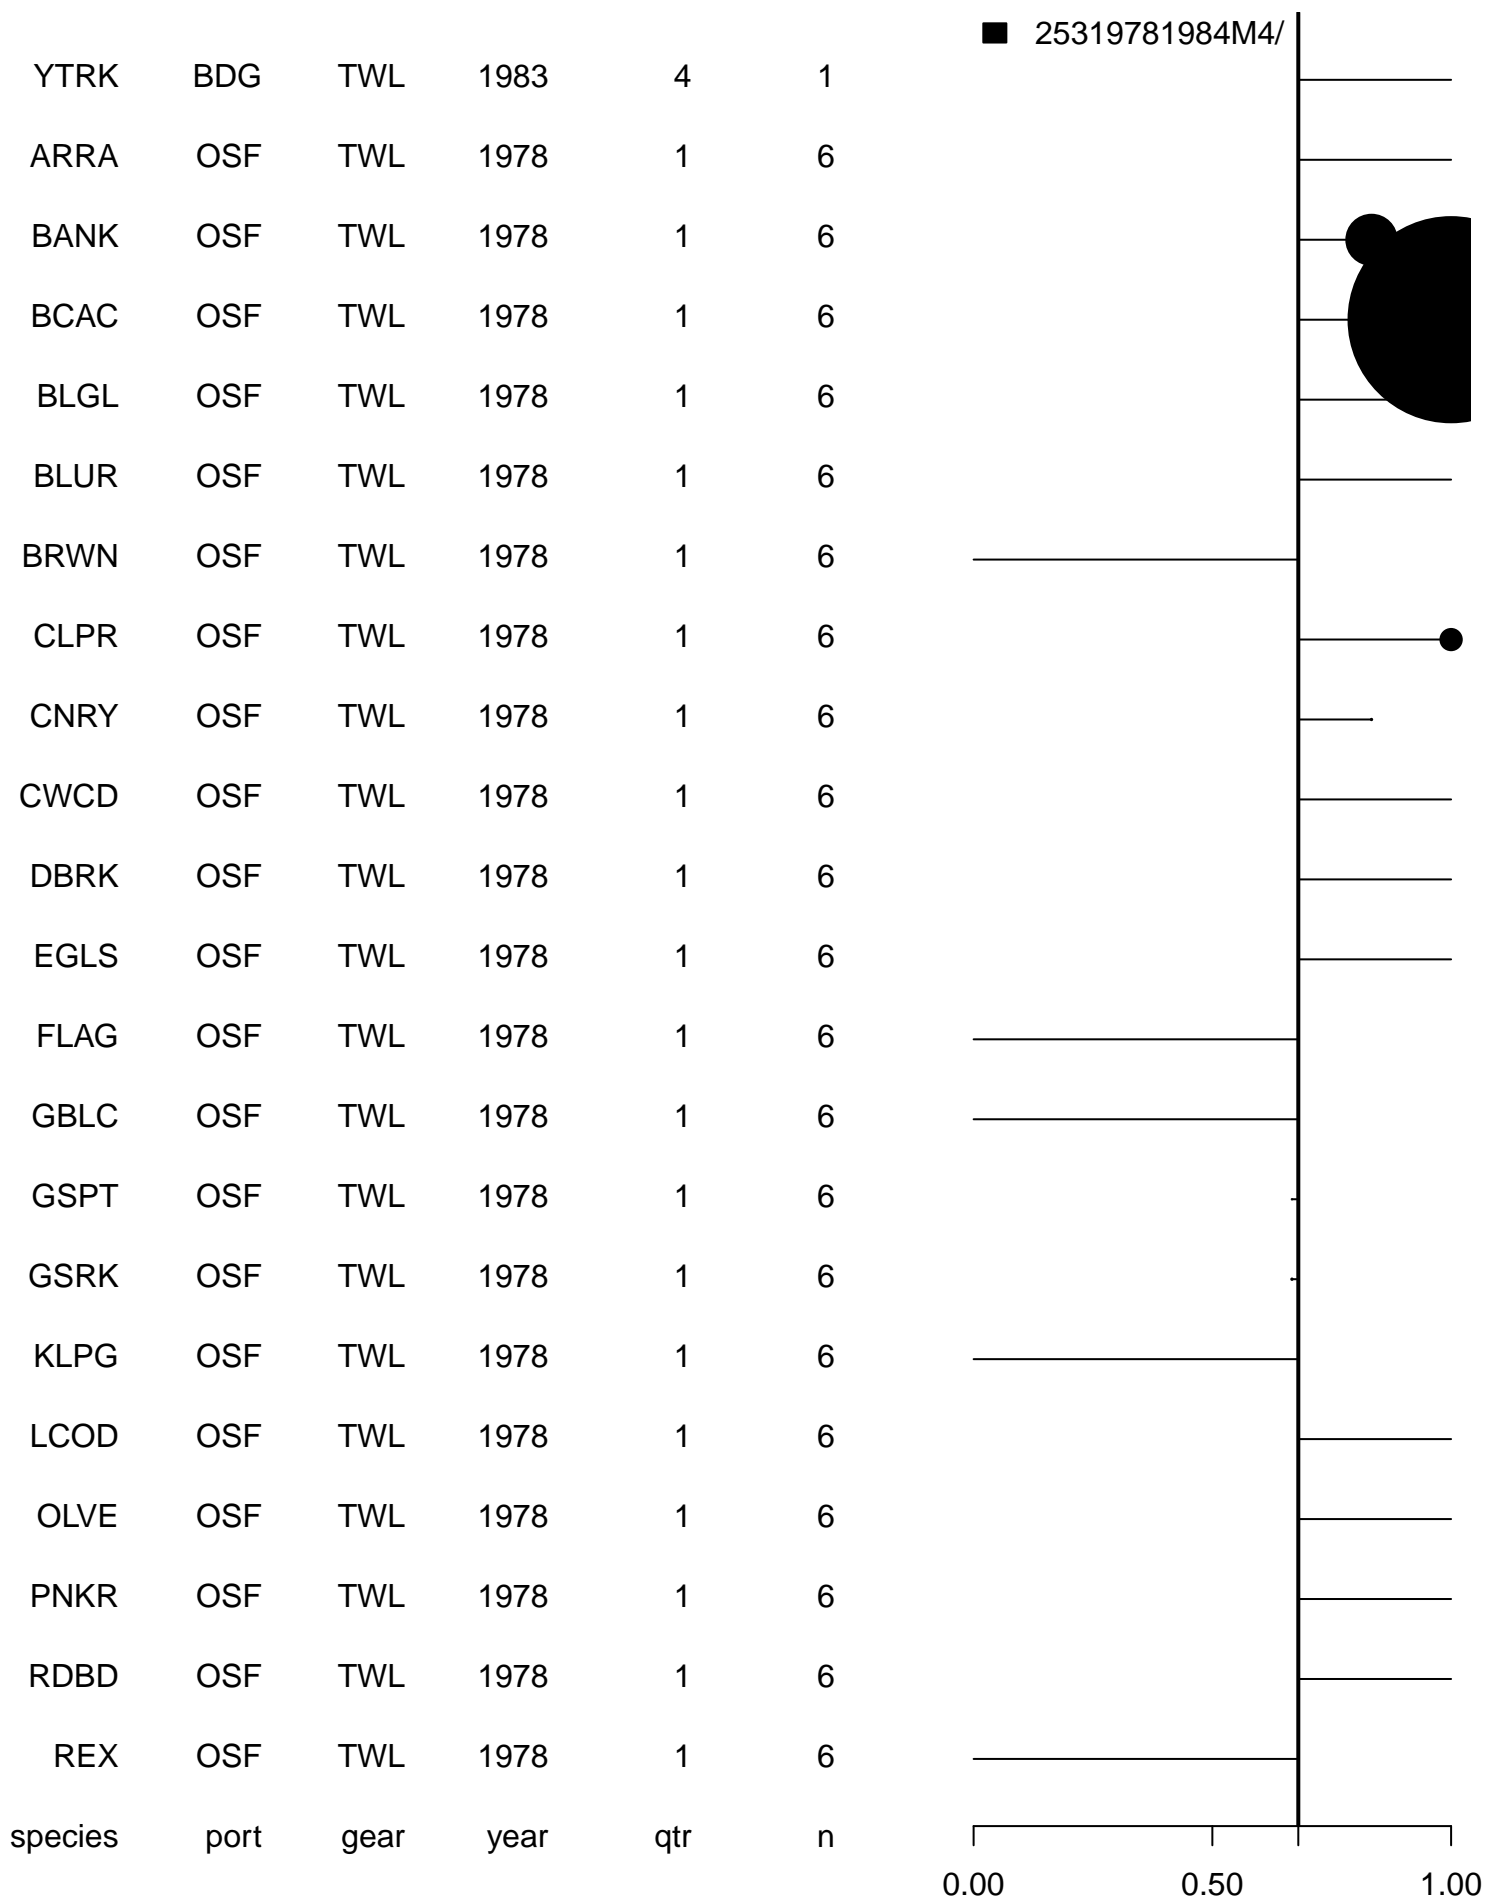 25319781984M4/
YTRK BDG TWL 1983 4 1
ARRA OSF TWL 1978 1 6
BANK OSF TWL 1978 1 6
BCAC OSF TWL 1978 1 6
BLGL OSF TWL 1978 1 6
BLUR OSF TWL 1978 1 6
BRWN OSF TWL 1978 1 6
CLPR OSF TWL 1978 1 6
CNRY OSF TWL 1978 1 6
CWCD OSF TWL 1978 1 6
DBRK OSF TWL 1978 1 6
EGLS OSF TWL 1978 1 6
FLAG OSF TWL 1978 1 6
GBLC OSF TWL 1978 1 6
GSPT OSF TWL 1978 1 6
GSRK OSF TWL 1978 1 6
KLPG OSF TWL 1978 1 6
LCOD OSF TWL 1978 1 6
OLVE OSF TWL 1978 1 6
PNKR OSF TWL 1978 1 6
RDBD OSF TWL 1978 1 6
REX OSF TWL 1978 1 6
species port gear year qtr n
0.00 0.50 1.00